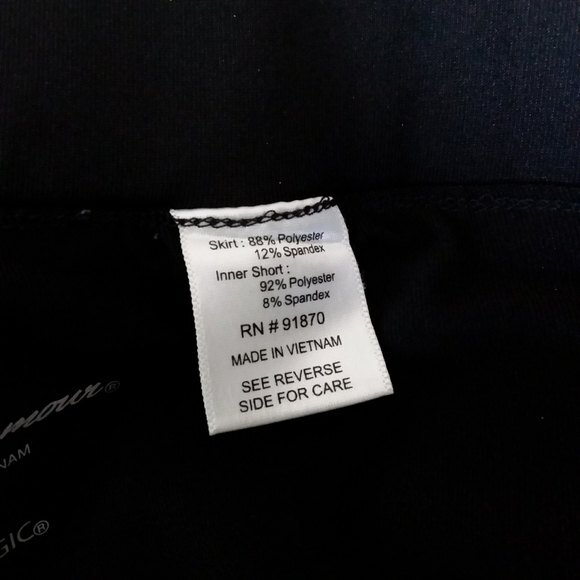 Skirt : 88% Polyester
12% Spandex
Inner Short :
92% Polyester
8% Spandex
RN # 91870
MADE IN VIETNAM
SEE REVERSE
SIDE FOR CARE